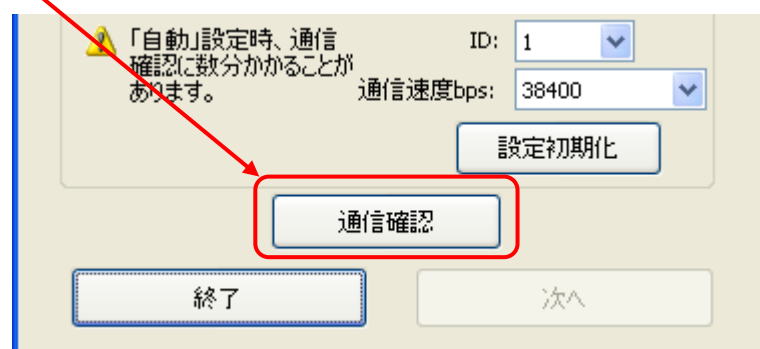 「自動」設定時、通信
確認に数分かかることが
あります。
ID: 1
通信速度bps: 38400
設定初期化
通信確認
終了
次へ